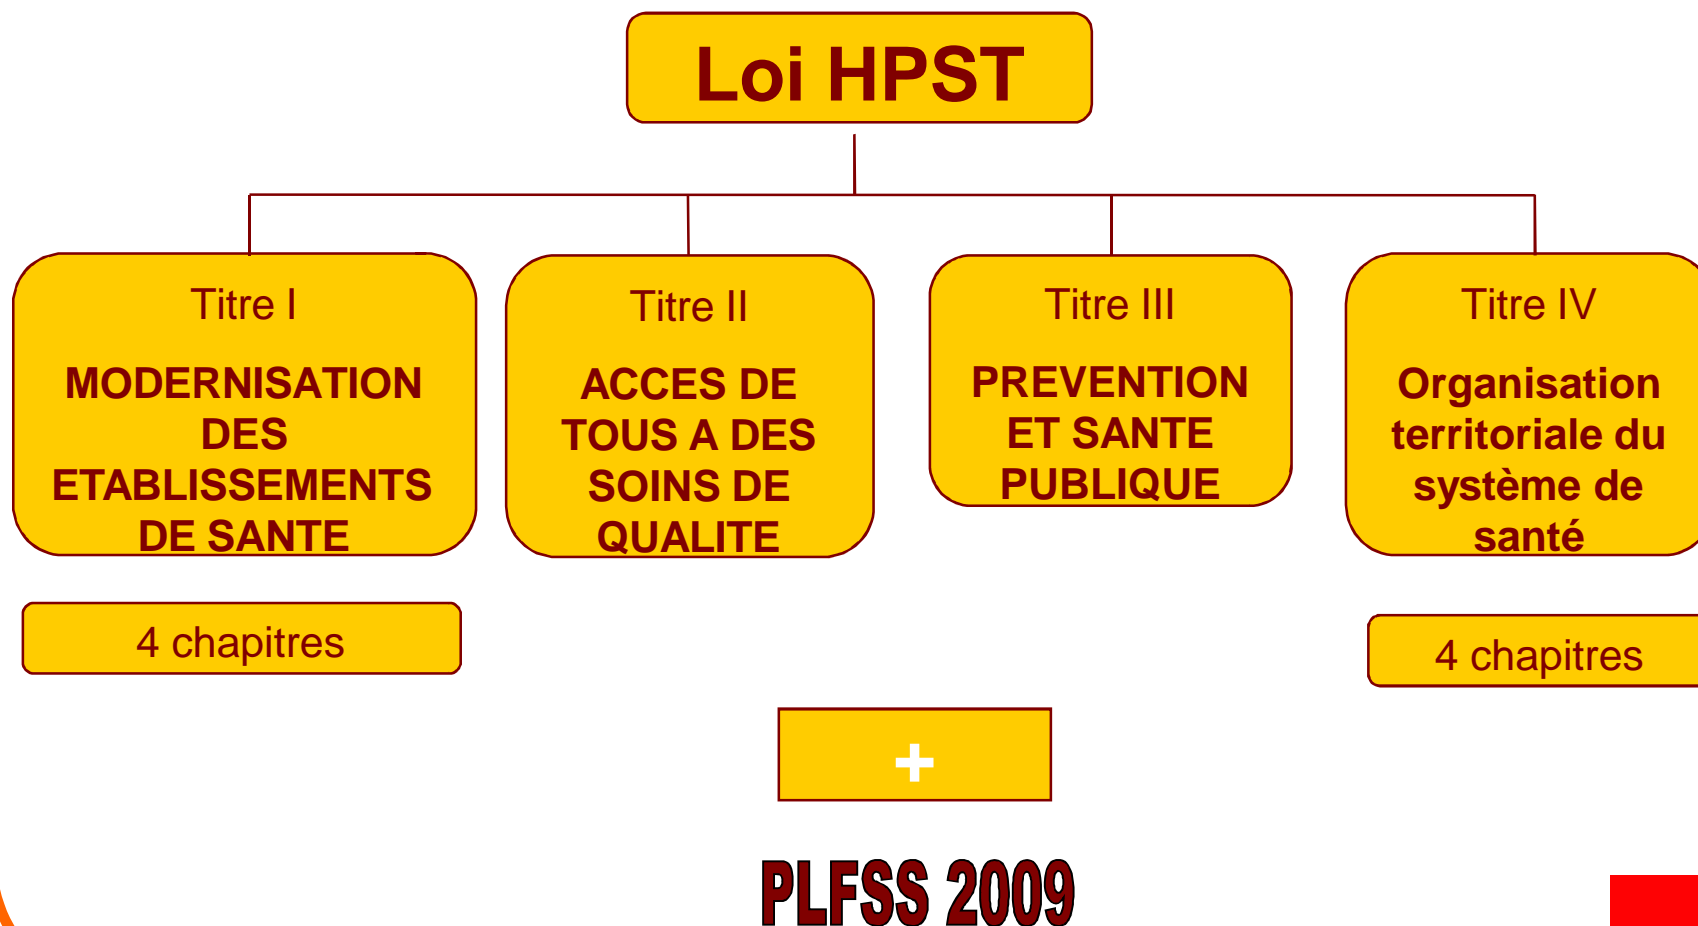 Loi HPST
Titre I
MODERNISATION
DES
ETABLISSEMENTS
DE SANTE
4 chapitres
Titre II
ACCES DE
TOUS A DES
SOINS DE
QUALITE
Titre III
PREVENTION
ET SANTE
PUBLIQUE
Titre IV
Organisation
territoriale du
système de
santé
4 chapitres
+
PLFSS 2009